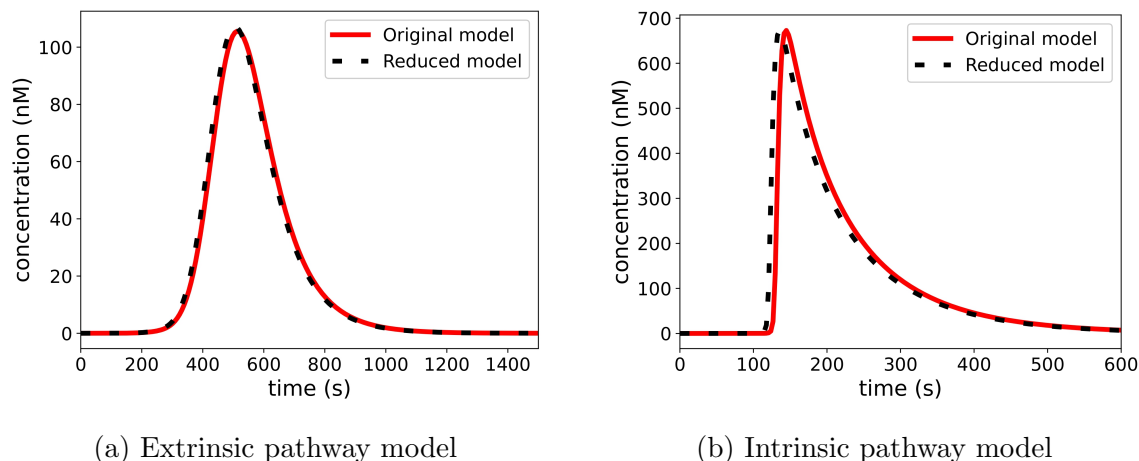 Original model
Reduced model
concentration (nM)
100
80
60
40
20
0
0 200 400 600 800 1000 1200 1400
time (s)
(a) Extrinsic pathway model
Original model
Reduced model
concentration (nM)
700
600
500
400
300
200
100
0
0 100 200 300 400 500 600
time (s)
(b) Intrinsic pathway model